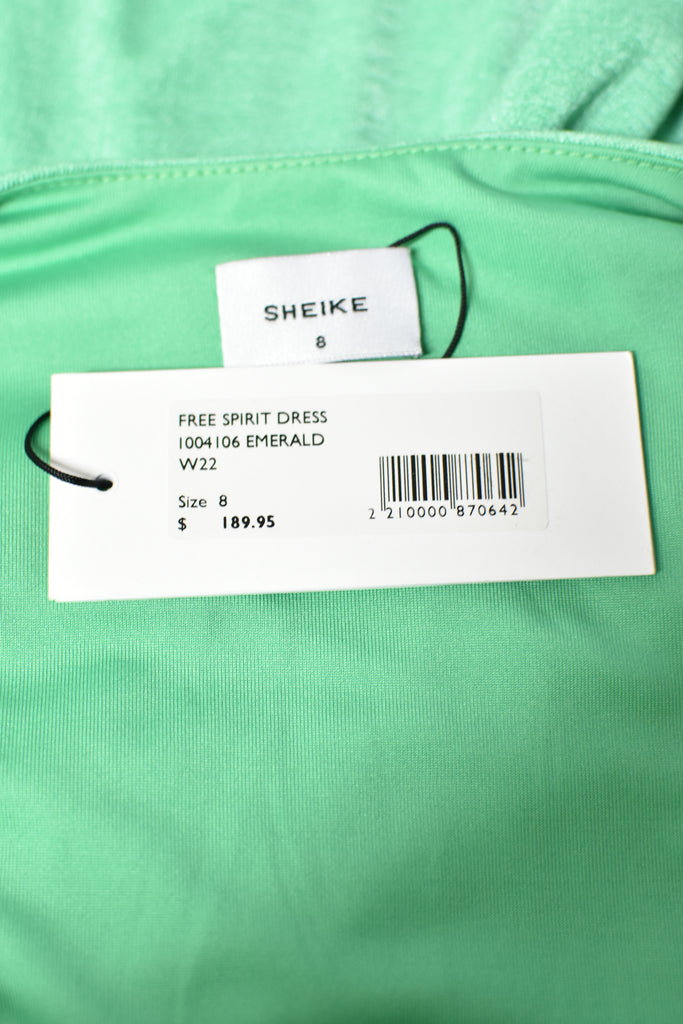 SHEIKE
8
FREE SPIRIT DRESS
1004106 EMERALD
W22
Size 8
$ 189.95
2 210000 870642